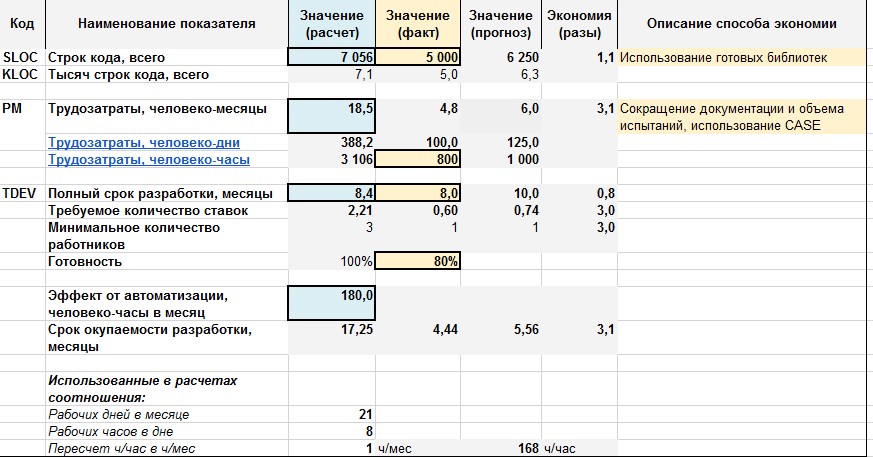 Код Наименование показателя Значение (расчет) Значение (факт) Значение (прогноз) Экономия (разы) Описание способа экономии
SLOC Строк кода, всего 7 056 5 000 6 250 1,1 Использование готовых библиотек
KLOC Тысяч строк кода, всего 7,1 5,0 6,3
PM Трудозатраты, человеко-месяцы 18,5 4,8 6,0 3,1 Сокращение документации и объема
испытаний, использование CASE
Трудозатраты, человеко-дни 388,2 100,0 125,0
Трудозатраты, человеко-часы 3 106 800 1 000
TDEV Полный срок разработки, месяцы 8,4 8,0 10,0 0,8
Требуемое количество ставок 2,21 0,60 0,74 3,0
Минимальное количество 3 1 1 3,0
работников
Готовность 100% 80%
Эффект от автоматизации, 180,0
человеко-часы в месяц
Срок окупаемости разработки, 17,25 4,44 5,56 3,1
месяцы
Использованные в расчетах
соотношения:
Рабочих дней в месяце 21
Рабочих часов в дне 8
Пересчет ч/час в ч/мес 1 ч/мес 168 ч/час